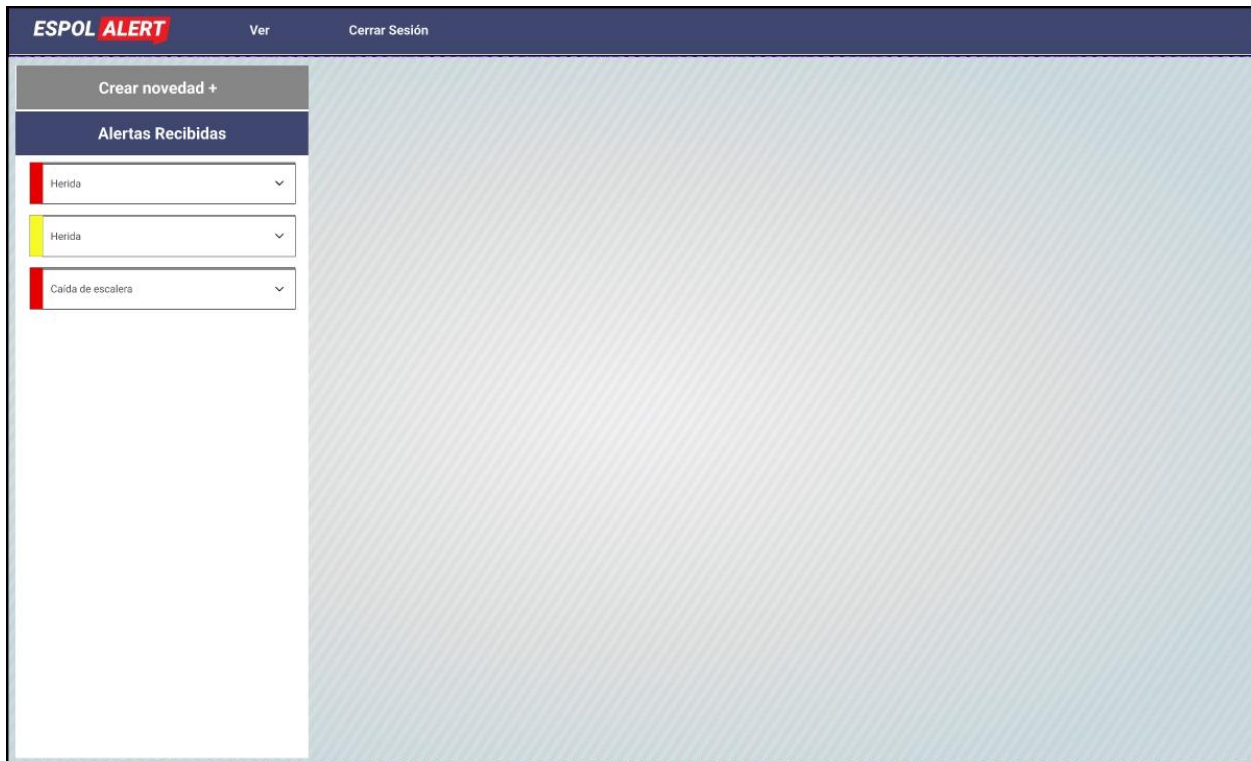 ESPOL ALERT Ver Cerrar Sesión
Crear novedad +
Alertas Recibidas
Herida
Herida
Caída de escalera